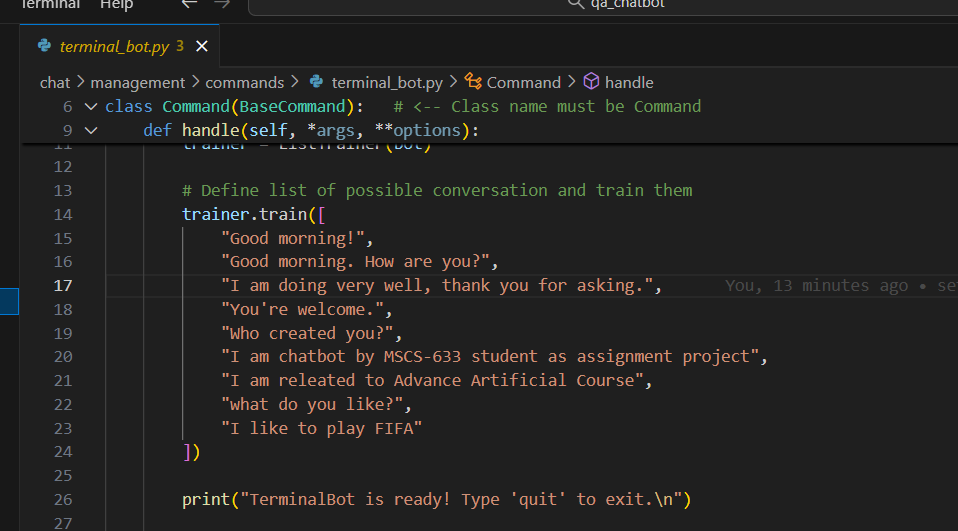 Terminal Help qa_chatbot
terminal_bot.py 3
chat > management > commands > terminal_bot.py > Command > handle
6 class Command(BaseCommand): # <-- Class name must be Command
9 def handle(self, *args, **options):
11 trainer = ListTrainer(bot)
12
13 # Define list of possible conversation and train them
14 trainer.train([
15 "Good morning!",
16 "Good morning. How are you?",
17 "I am doing very well, thank you for asking.", You, 13 minutes ago • se
18 "You're welcome.",
19 "Who created you?",
20 "I am chatbot by MSCS-633 student as assignment project",
21 "I am releated to Advance Artificial Course",
22 "what do you like?",
23 "I like to play FIFA"
24 ])
25
26 print("TerminalBot is ready! Type 'quit' to exit.\n")
27